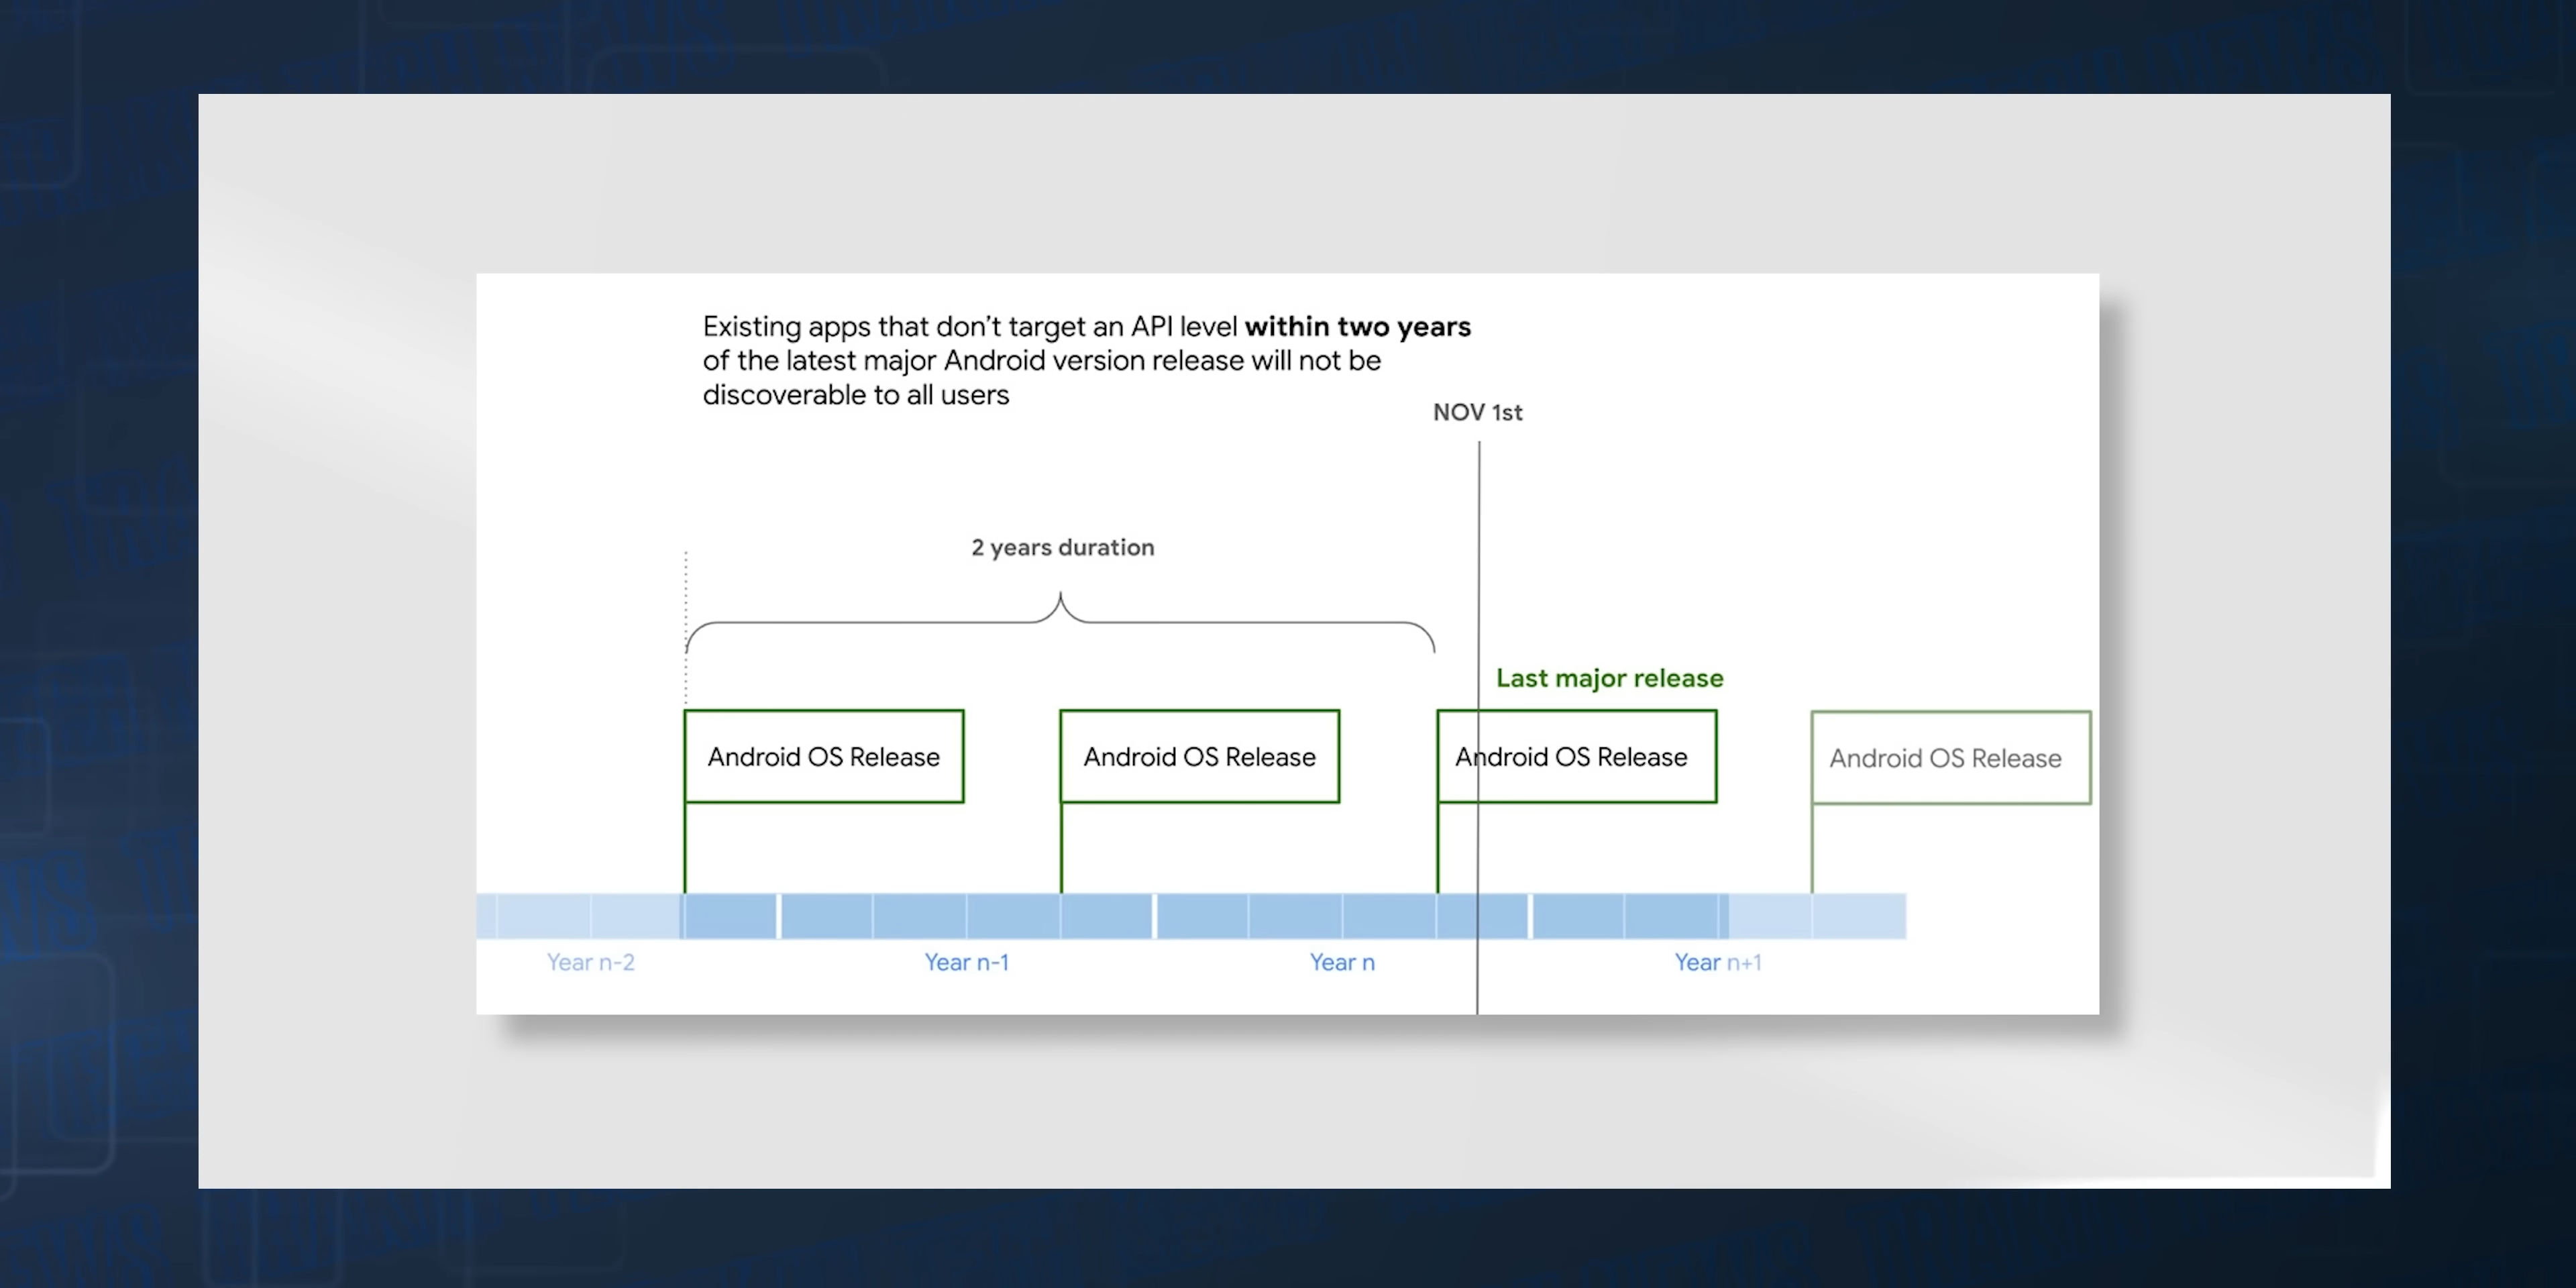 Existing apps that don't target an API level within two years
of the latest major Android version release will not be
discoverable to all users
NOV 1st
2 years duration
Last major release
Android OS Release
Android OS Release
Android OS Release
Android OS Release
Year n-2
Year n-1
Year n
Year n+1